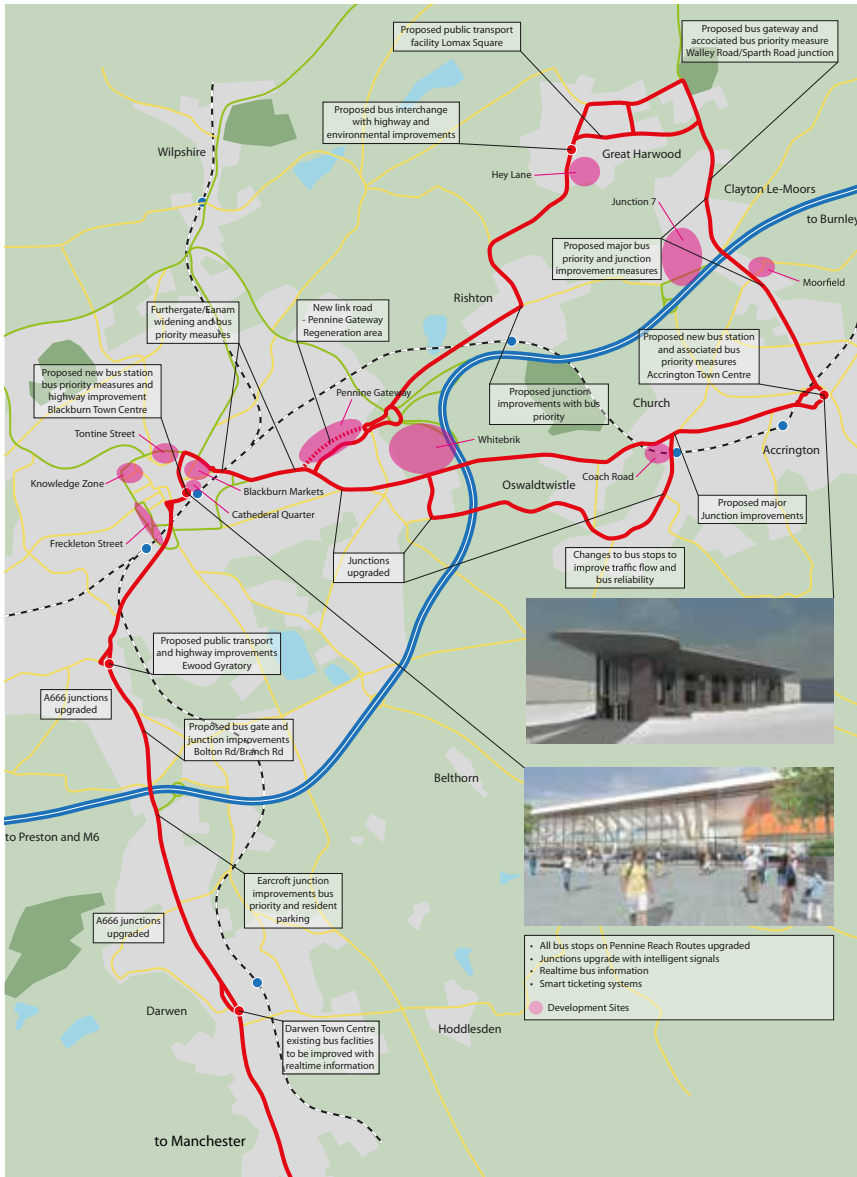 Proposed public transport
facility Lomax Square
Proposed bus gateway and
accociated bus priority measure
Walley Road/Sparth Road junction
Proposed bus interchange
with highway and
environmental improvements
Wilpshire
Great Harwood
Hey Lane
Clayton Le-Moors
Junction 7
to Burnley
Proposed major bus
priority and junction
improvement measures
Moorfield
Rishton
Furthergate/Eanam
widening and bus
priority measures
New link road
- Pennine Gateway
Regeneration area
Proposed new bus station
and associated bus
priority measures
Accrington Town Centre
Proposed new bus station
bus priority measures and
highway improvement
Blackburn Town Centre
Pennine Gateway
Proposed junction
improvements with bus
priority
Church
Tontine Street
Whitebrik
Accrington
Knowledge Zone
Blackburn Markets
Coach Road
Oswaldtwistle
Cathederal Quarter
Proposed major
Junction improvements
Freckleton Street
Junctions
upgraded
Changes to bus stops to
improve traffic flow and
bus reliability
Proposed public transport
and highway improvements
Ewood Gyratory
A666 junctions
upgraded
Proposed bus gate and
junction improvements
Bolton Rd/Branch Rd
Belthorn
to Preston and M6
Earcroft junction
improvements bus
priority and resident
parking
A666 junctions
upgraded
• All bus stops on Pennine Reach Routes upgraded
• Junctions upgrade with intelligent signals
• Realtime bus information
• Smart ticketing systems
Development Sites
Darwen
Hoddlesden
Darwen Town Centre
existing bus faciities
to be improved with
realtime information
to Manchester